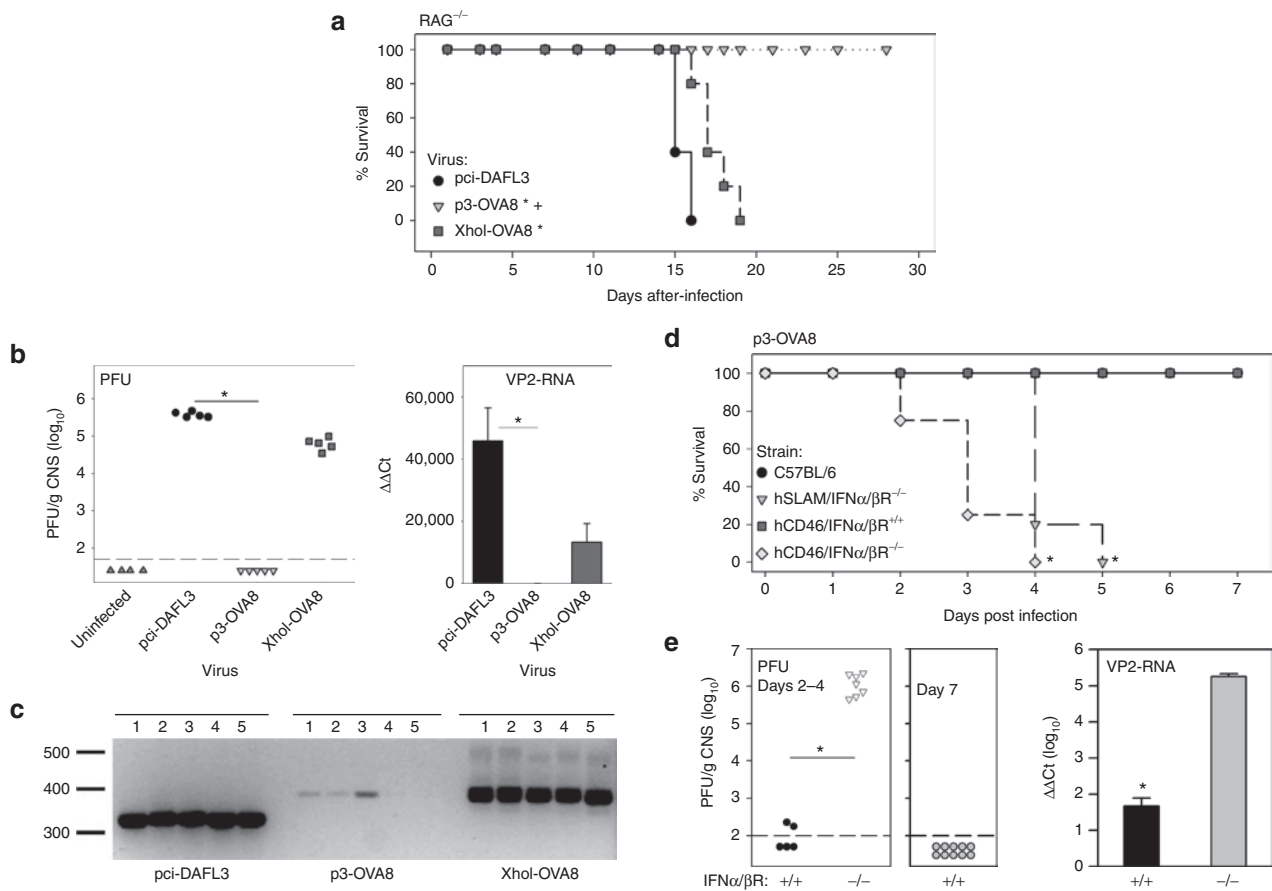 a
RAG−/−
% Survival
100
80
60
40
20
0
Virus:
pci-DAFL3
p3-OVA8 * +
XhoI-OVA8 *
0 5 10 15 20 25 30
Days after-infection
b
PFU
*
PFU/g CNS (log10)
6
5
4
3
2
Uninfected
pci-DAFL3
p3-OVA8
XhoI-OVA8
Virus
VP2-RNA
*
ΔΔCt
60,000
40,000
20,000
0
pci-DAFL3
p3-OVA8
XhoI-OVA8
Virus
c
1 2 3 4 5 1 2 3 4 5 1 2 3 4 5
500
400
300
pci-DAFL3 p3-OVA8 XhoI-OVA8
d
p3-OVA8
% Survival
100
80
60
40
20
0
Strain:
C57BL/6
hSLAM/IFNα/βR−/−
hCD46/IFNα/βR+/+
hCD46/IFNα/βR−/−
* *
0 1 2 3 4 5 6 7
Days post infection
e
PFU
Days 2–4
*
PFU/g CNS (log10)
7
6
5
4
3
2
IFNα/βR: +/+ −/−
Day 7
+/+
VP2-RNA
*
ΔΔCt (log10)
6
5
4
3
2
1
0
+/+ −/−